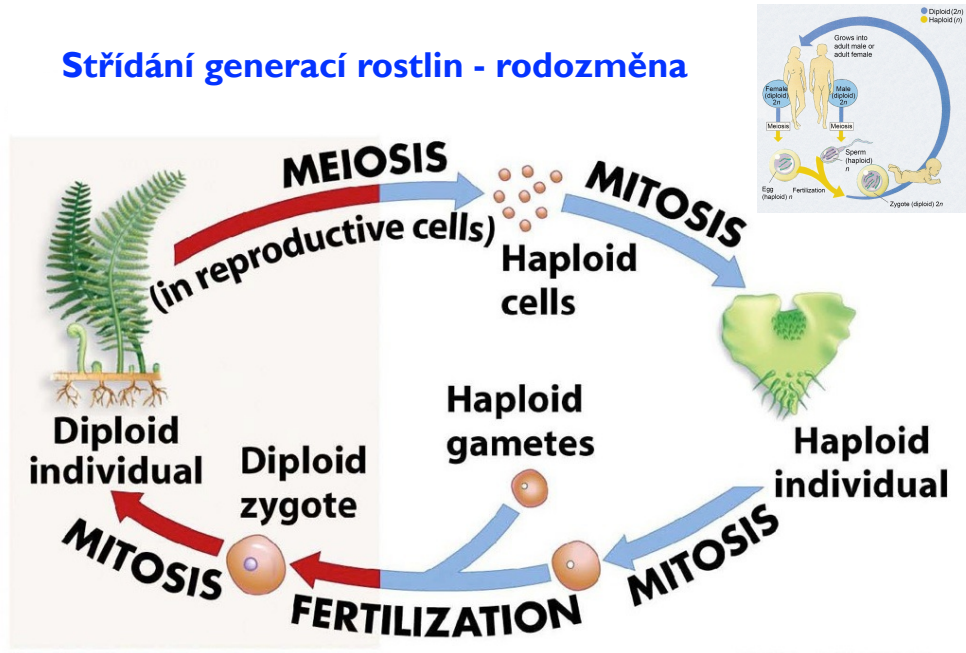 Střídání generací rostlin - rodozměna
Diploid (2n)
Haploid (n)
Grows into
adult male or
adult female
Female
(diploid)
2n
Male
(diploid)
2n
Meiosis
Meiosis
Sperm
(haploid)
n
Egg
(haploid) n
Fertilization
Zygote (diploid) 2n
MEIOSIS
(in reproductive cells)
Haploid
cells
MITOSIS
Haploid
individual
MITOSIS
Haploid
gametes
FERTILIZATION
Diploid
zygote
MITOSIS
Diploid
individual